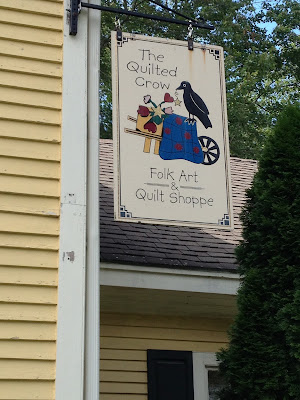 The
Quilted
Crow
Folk Art
&
Quilt Shoppe